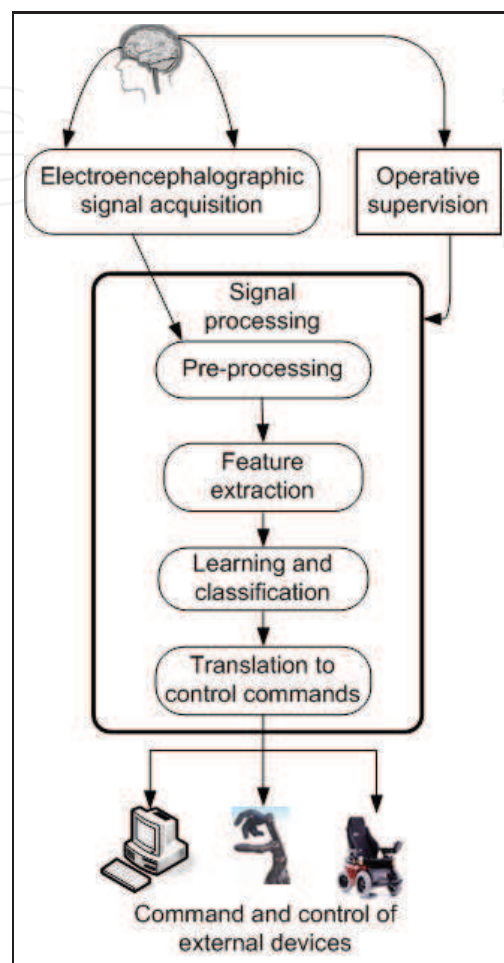 Electroencephalographic
signal acquisition
Operative
supervision
Signal
processing
Pre-processing
Feature
extraction
Learning and
classification
Translation to
control commands
Command and control of
external devices